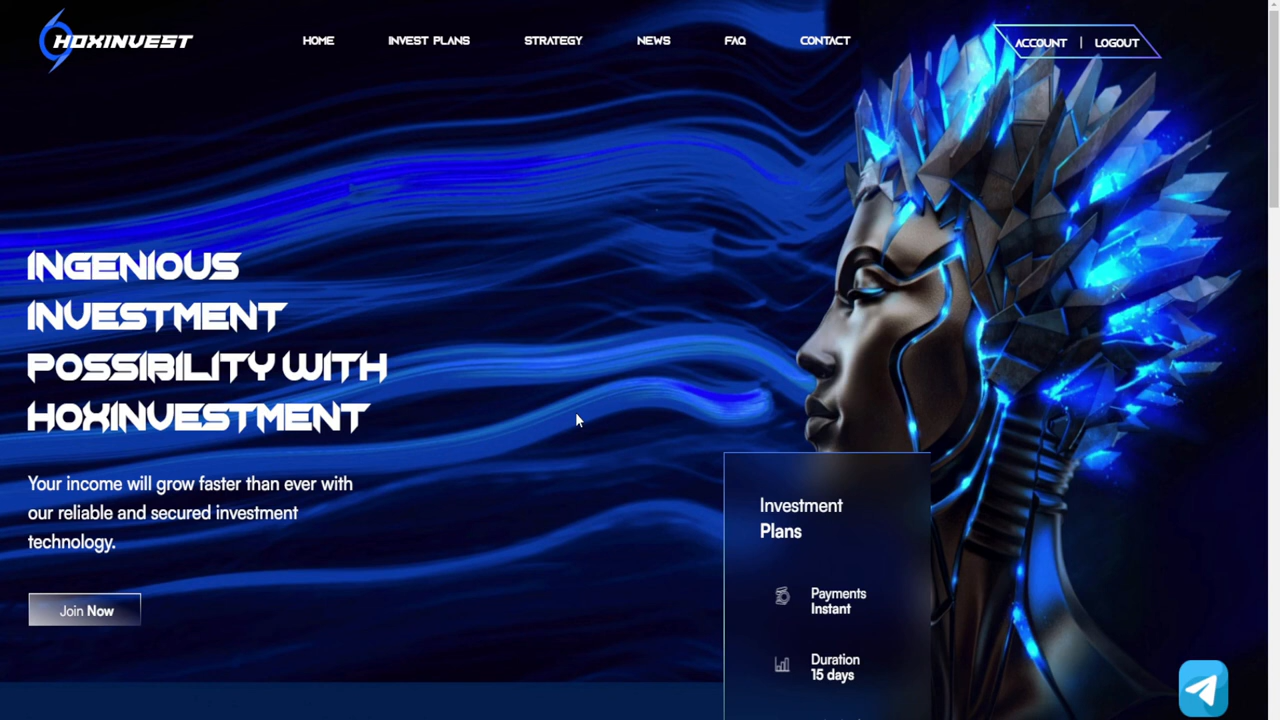 HOXINVEST
HOME
INVEST PLANS
STRATEGY
NEWS
FAQ
CONTACT
ACCOUNT | LOGOUT
INGENIOUS
INVESTMENT
POSSIBILITY WITH
HOXINVESTMENT
Your income will grow faster than ever with
our reliable and secured investment
technology.
Join Now
Investment
Plans
Payments
Instant
Duration
15 days